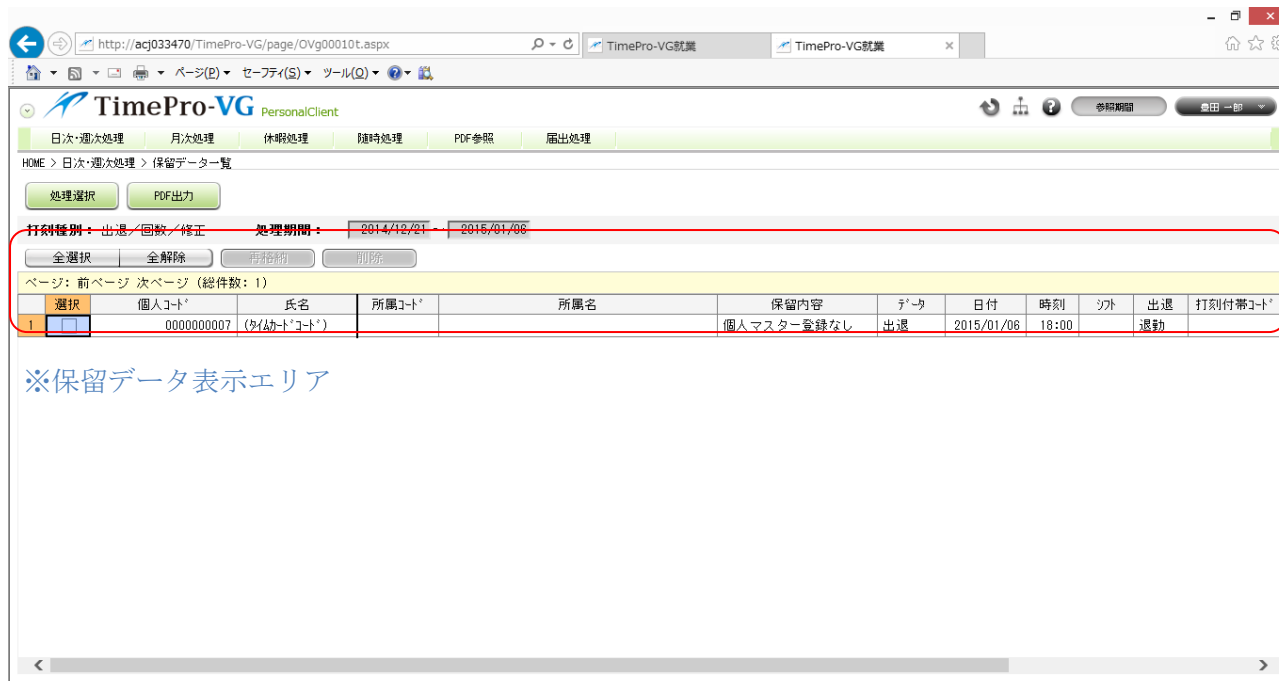 http://acj033470/TimePro-VG/page/OVg00010t.aspx TimePro-VG就業 TimePro-VG就業
ページ(P) セーフティ(S) ツール(O)
TimePro-VG PersonalClient 参照期間 豊田 一郎
日次・週次処理 月次処理 休暇処理 随時処理 PDF参照 届出処理
HOME > 日次・週次処理 > 保留データ一覧
処理選択 PDF出力
打刻種別: 出退/回数/修正 処理期間: 2014/12/21 ~ 2015/01/06
全選択 全解除 再格納 削除
ページ: 前ページ 次ページ (総件数: 1)
選択 個人コード 氏名 所属コード 所属名 保留内容 データ 日付 時刻 シフト 出退 打刻付帯コード
1 0000000007 (タイムカードコード) 個人マスター登録なし 出退 2015/01/06 18:00 退勤
※保留データ表示エリア